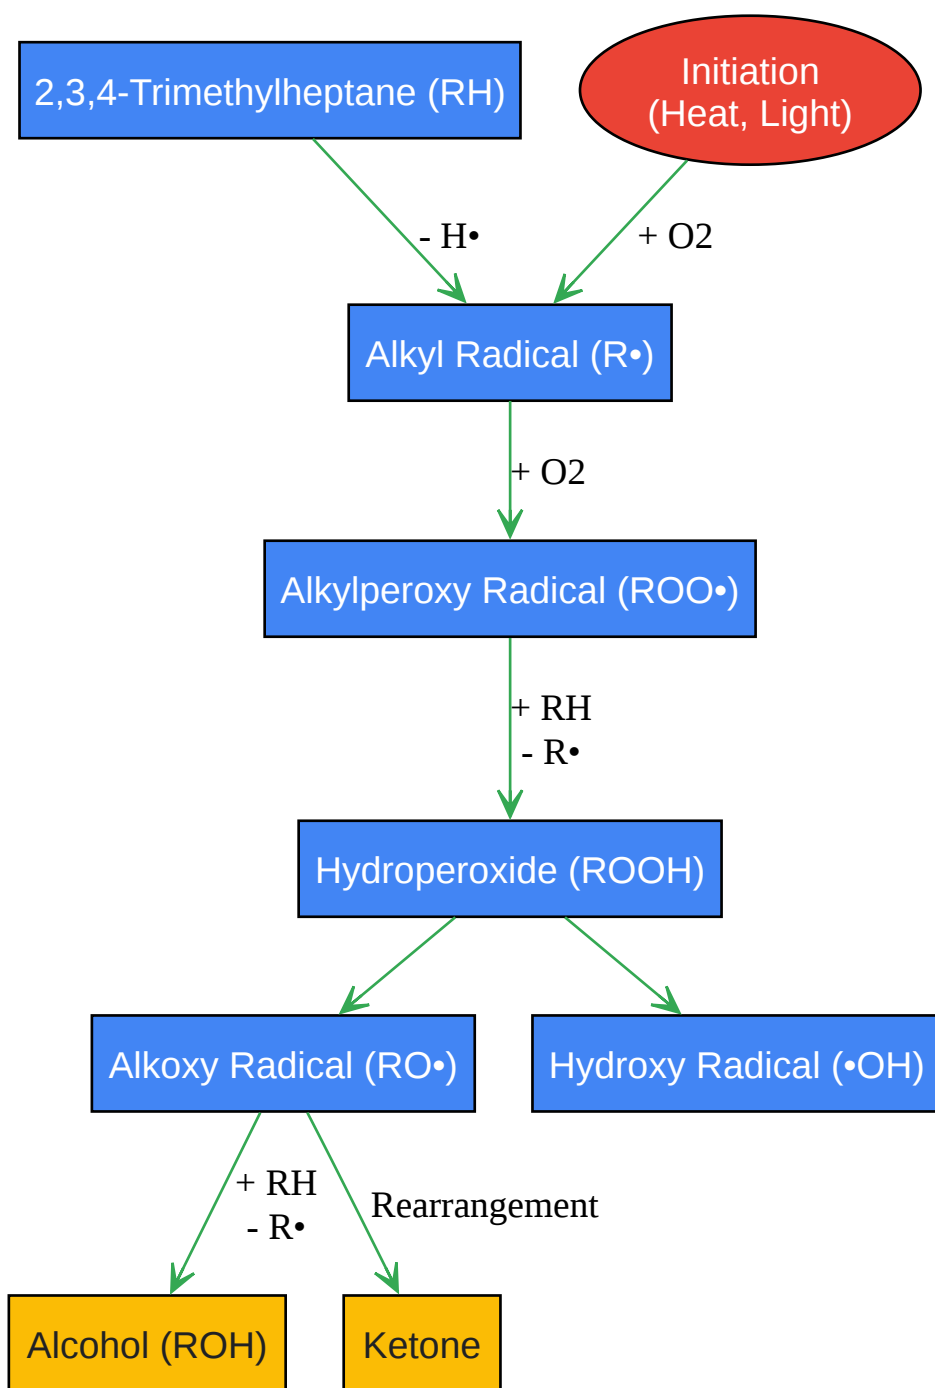 2,3,4-Trimethylheptane (RH)
Initiation
(Heat, Light)
- H•
+ O2
Alkyl Radical (R•)
+ O2
Alkylperoxy Radical (ROO•)
+ RH
- R•
Hydroperoxide (ROOH)
Alkoxy Radical (RO•)
Hydroxy Radical (•OH)
+ RH
- R•
Rearrangement
Alcohol (ROH)
Ketone